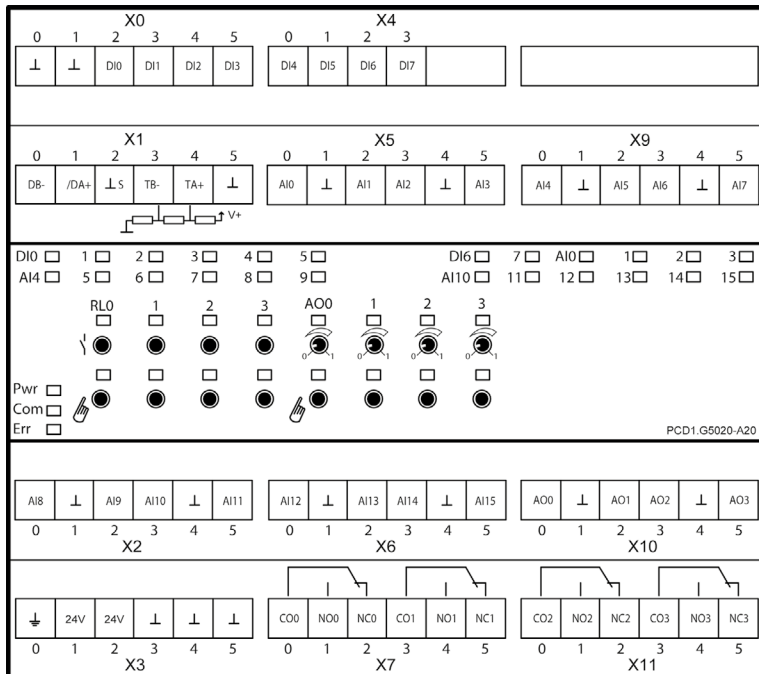 X0 X4
0 1 2 3 4 5 0 1 2 3
⊥ ⊥ DI0 DI1 DI2 DI3 DI4 DI5 DI6 DI7
X1 X5 X9
0 1 2 3 4 5 0 1 2 3 4 5 0 1 2 3 4 5
DB- /DA+ ⊥ S TB- TA+ ⊥ AI0 ⊥ AI1 AI2 ⊥ AI3 AI4 ⊥ AI5 AI6 ⊥ AI7
V+
DI0 1 2 3 4 5 DI6 7 AI0 1 2 3
AI4 5 6 7 8 9 AI10 11 12 13 14 15
RL0 1 2 3 AO0 1 2 3
0 1 0 1 0 1 0 1
Pwr
Com
Err PCD1.G5020-A20
AI8 ⊥ AI9 AI10 ⊥ AI11 AI12 ⊥ AI13 AI14 ⊥ AI15 AO0 ⊥ AO1 AO2 ⊥ AO3
0 1 2 3 4 5 0 1 2 3 4 5 0 1 2 3 4 5
X2 X6 X10
24V 24V ⊥ ⊥ ⊥ CO0 NO0 NC0 CO1 NO1 NC1 CO2 NO2 NC2 CO3 NO3 NC3
0 1 2 3 4 5 0 1 2 3 4 5 0 1 2 3 4 5
X3 X7 X11